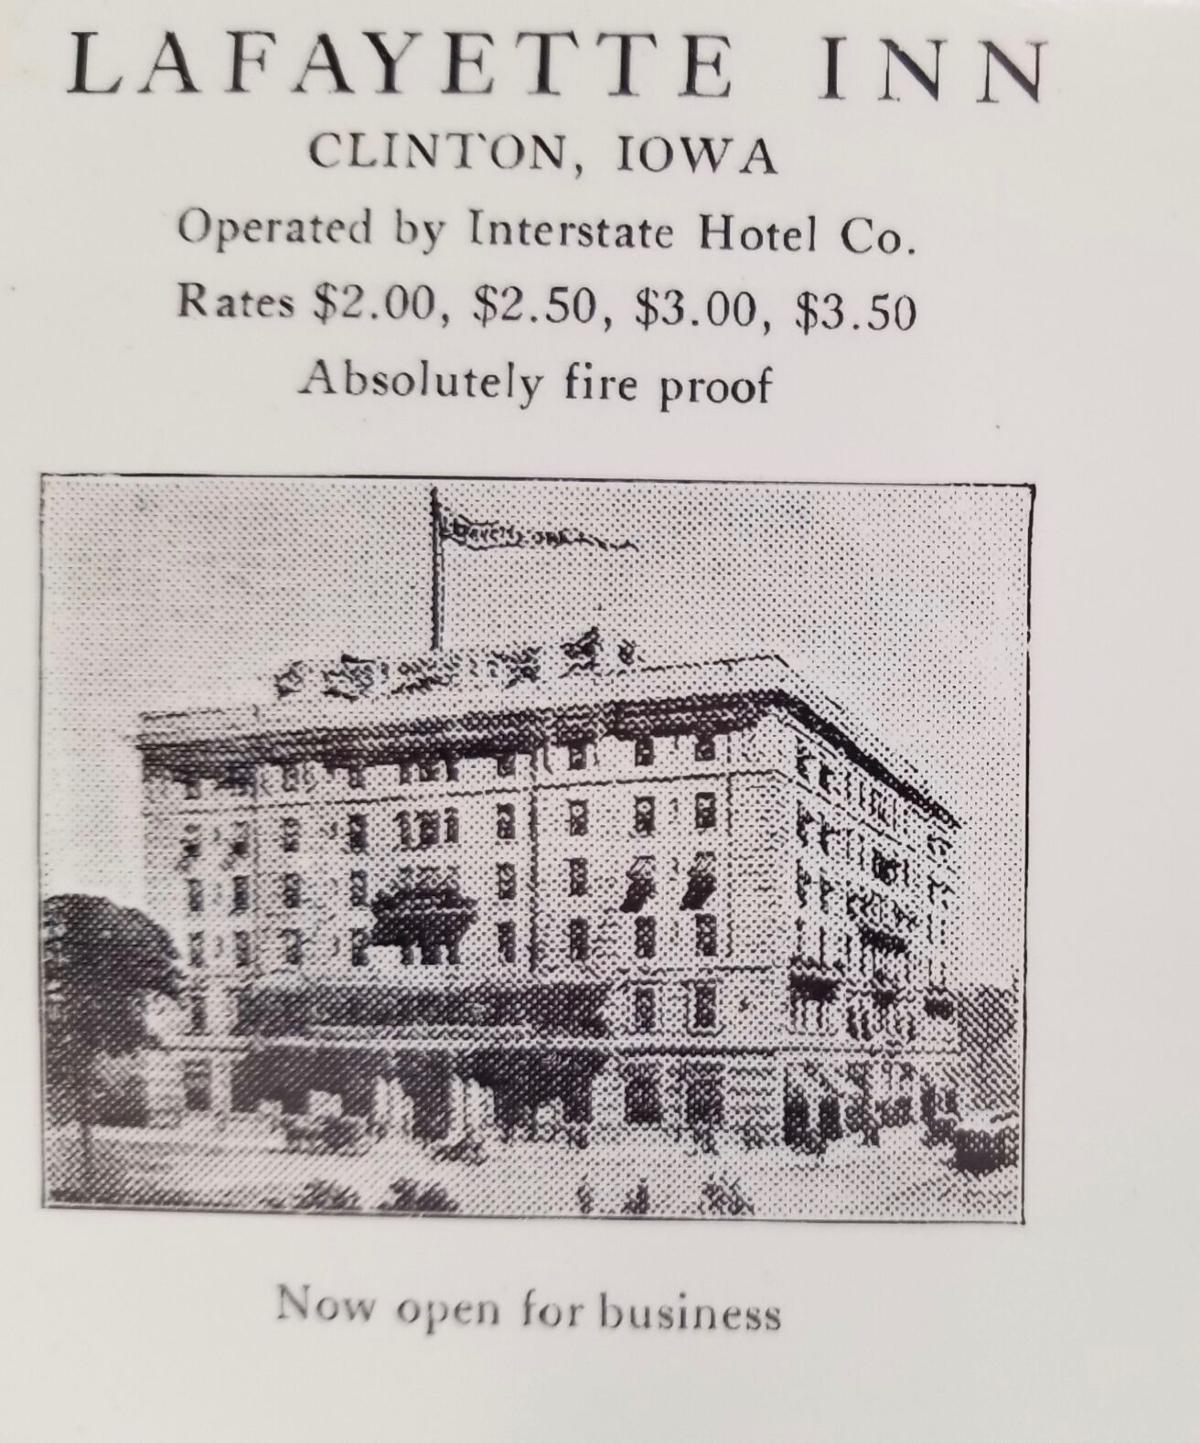 LAFAYETTE INN
CLINTON, IOWA
Operated by Interstate Hotel Co.
Rates $2.00, $2.50, $3.00, $3.50
Absolutely fire proof
Now open for business